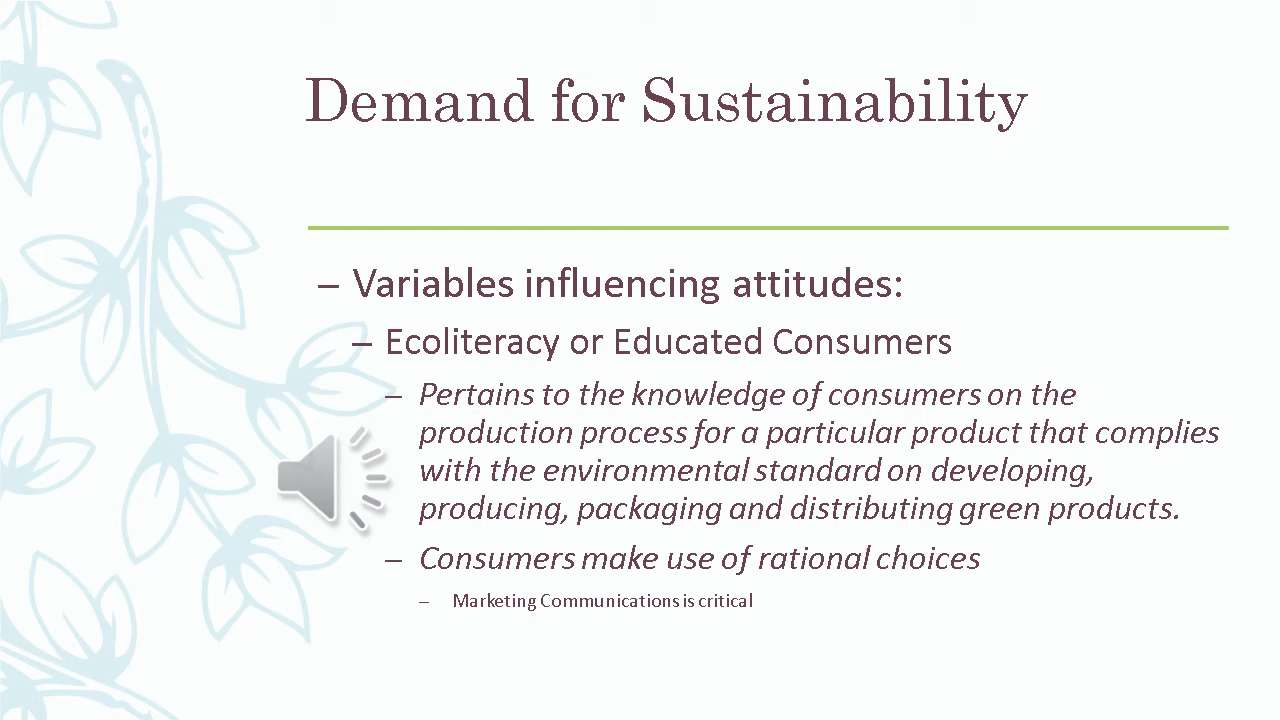 Demand for Sustainability
– Variables influencing attitudes:
– Ecoliteracy or Educated Consumers
– Pertains to the knowledge of consumers on the
production process for a particular product that complies
with the environmental standard on developing,
producing, packaging and distributing green products.
– Consumers make use of rational choices
– Marketing Communications is critical